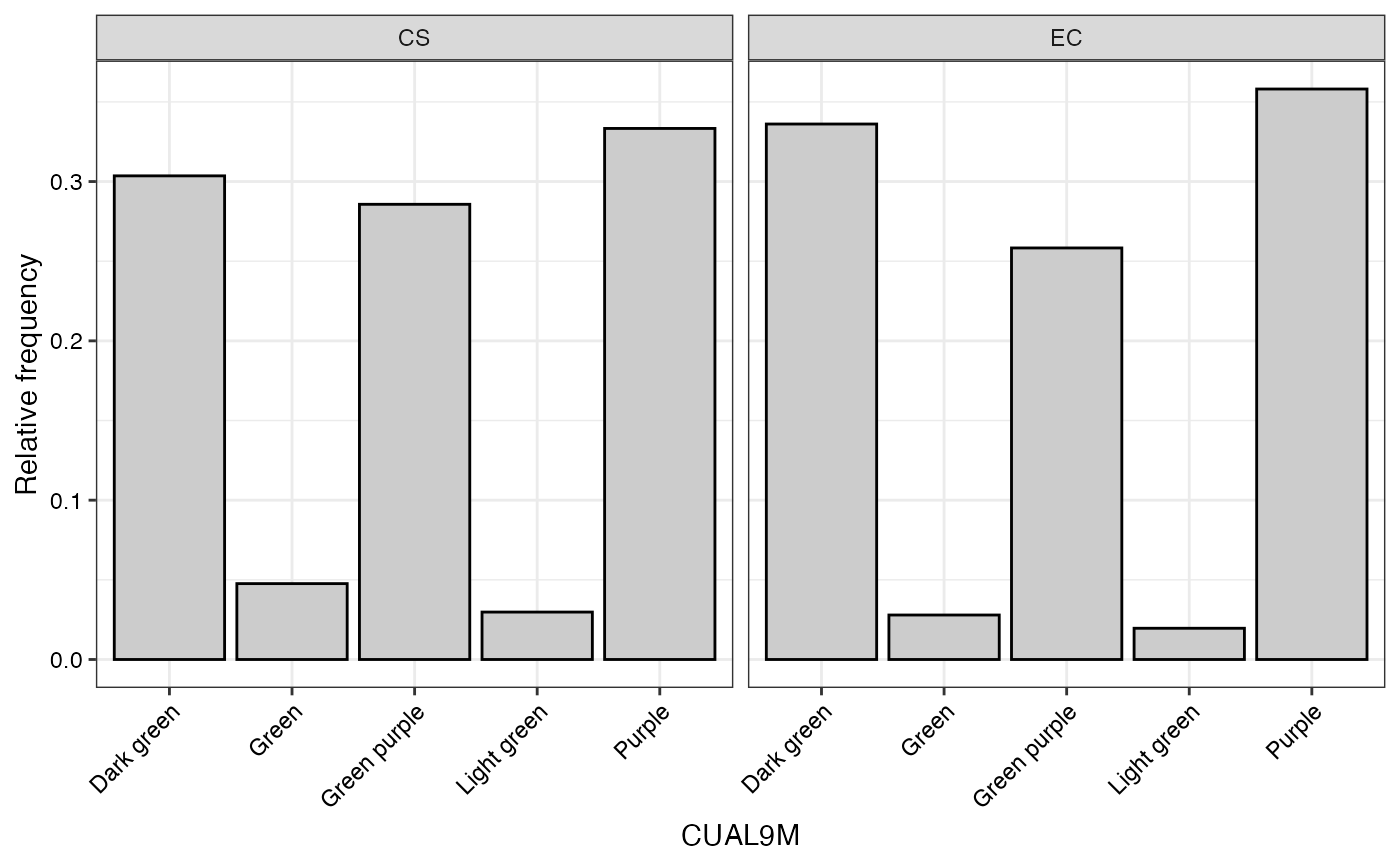 CS
EC
Relative frequency
0.3
0.2
0.1
0.0
Dark green
Green
Green purple
Light green
Purple
Dark green
Green
Green purple
Light green
Purple
CUAL9M